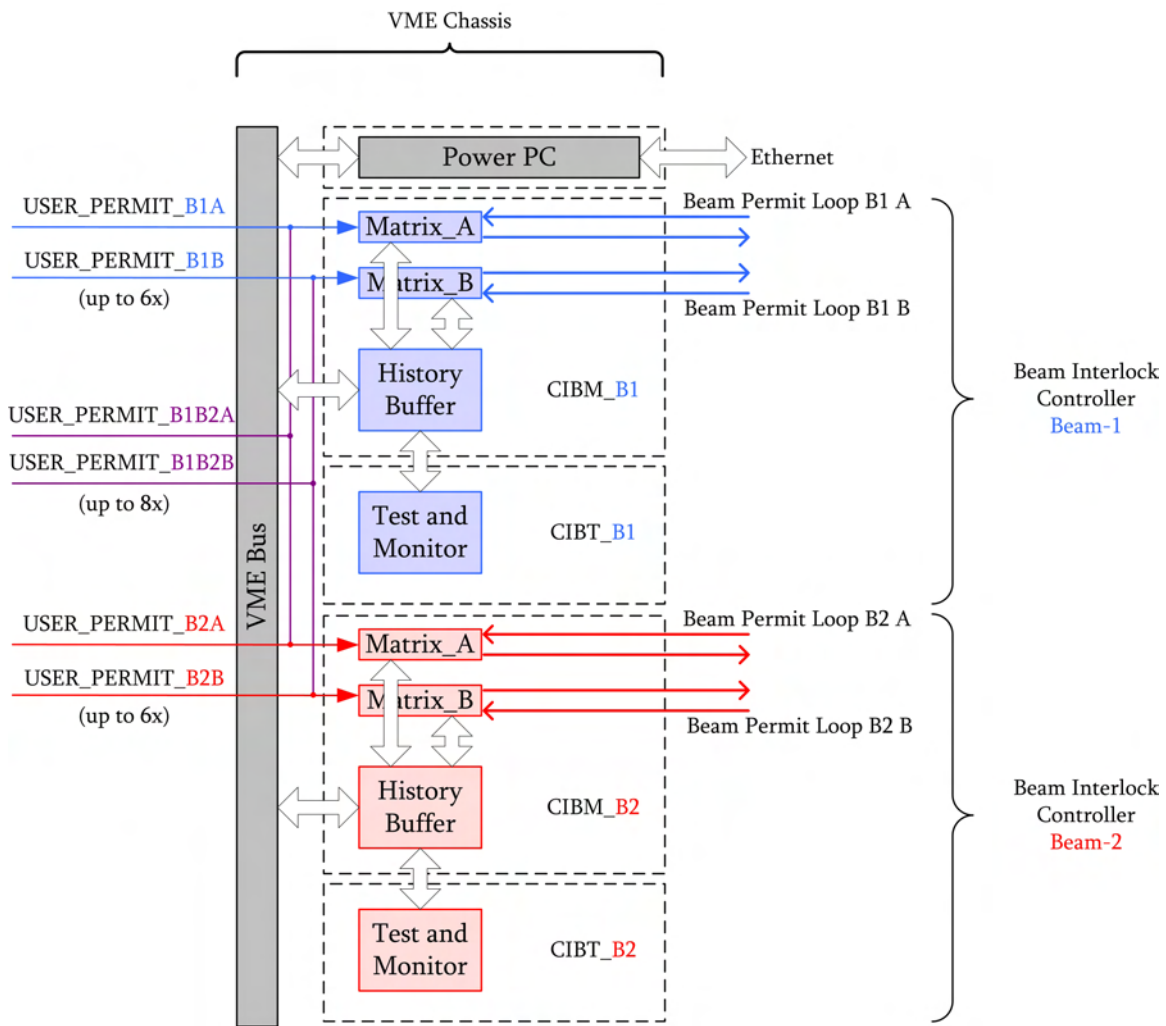 VME Chassis
Power PC
Ethernet
VME Bus
USER_PERMIT_B1A
USER_PERMIT_B1B
(up to 6x)
USER_PERMIT_B1B2A
USER_PERMIT_B1B2B
(up to 8x)
USER_PERMIT_B2A
USER_PERMIT_B2B
(up to 6x)
Matrix_A
Matrix_B
History
Buffer
CIBM_B1
Test and
Monitor
CIBT_B1
Beam Permit Loop B1 A
Beam Permit Loop B1 B
Beam Interlock
Controller
Beam-1
Matrix_A
Matrix_B
History
Buffer
CIBM_B2
Test and
Monitor
CIBT_B2
Beam Permit Loop B2 A
Beam Permit Loop B2 B
Beam Interlock
Controller
Beam-2